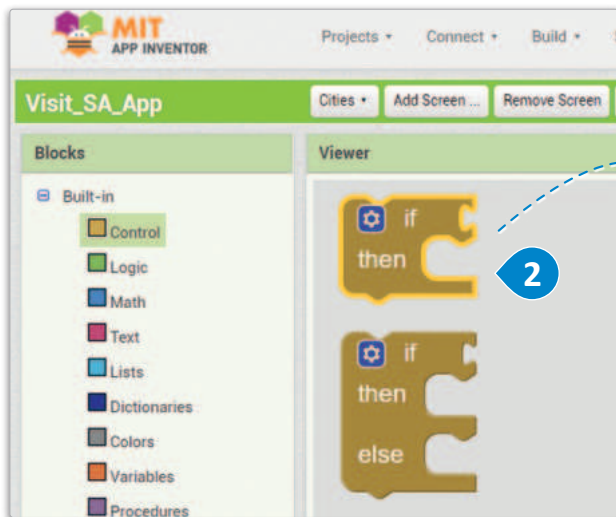 MIT
APP INVENTOR
Projects Connect Build
Visit_SA_App
Cities Add Screen ... Remove Screen
Blocks
Viewer
Built-in
Control
Logic
Math
Text
Lists
Dictionaries
Colors
Variables
Procedures
if
then
2
if
then
else